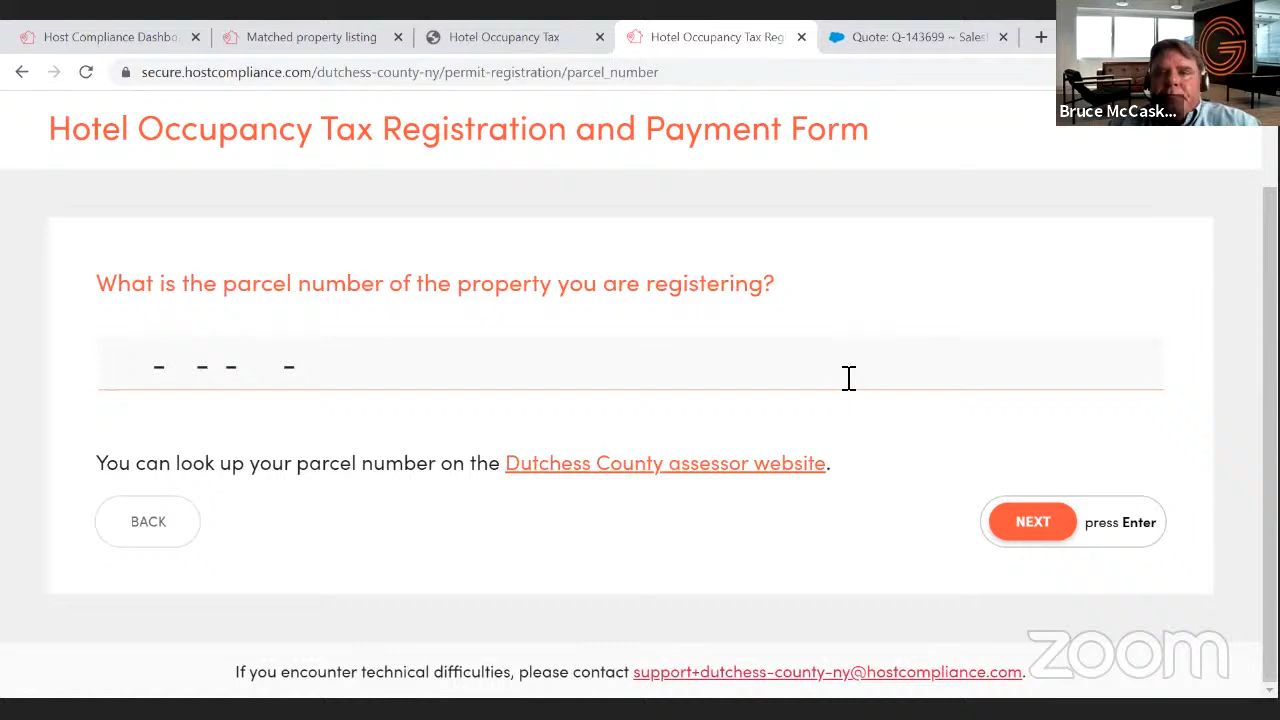 Host Compliance Dashbo
Matched property listing
Hotel Occupancy Tax
Hotel Occupancy Tax Reg
Quote: Q-143699 ~ Sales
secure.hostcompliance.com/dutchess-county-ny/permit-registration/parcel_number
Bruce McCask...
Hotel Occupancy Tax Registration and Payment Form
What is the parcel number of the property you are registering?
- - - -
You can look up your parcel number on the Dutchess County assessor website.
BACK
NEXT press Enter
zoom
If you encounter technical difficulties, please contact support+dutchess-county-ny@hostcompliance.com.